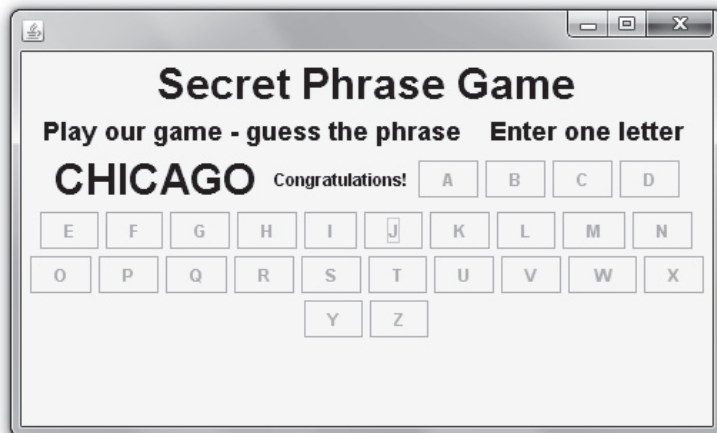 Secret Phrase Game
Play our game - guess the phrase Enter one letter
CHICAGO Congratulations! A B C D
E F G H I J K L M N
O P Q R S T U V W X
Y Z